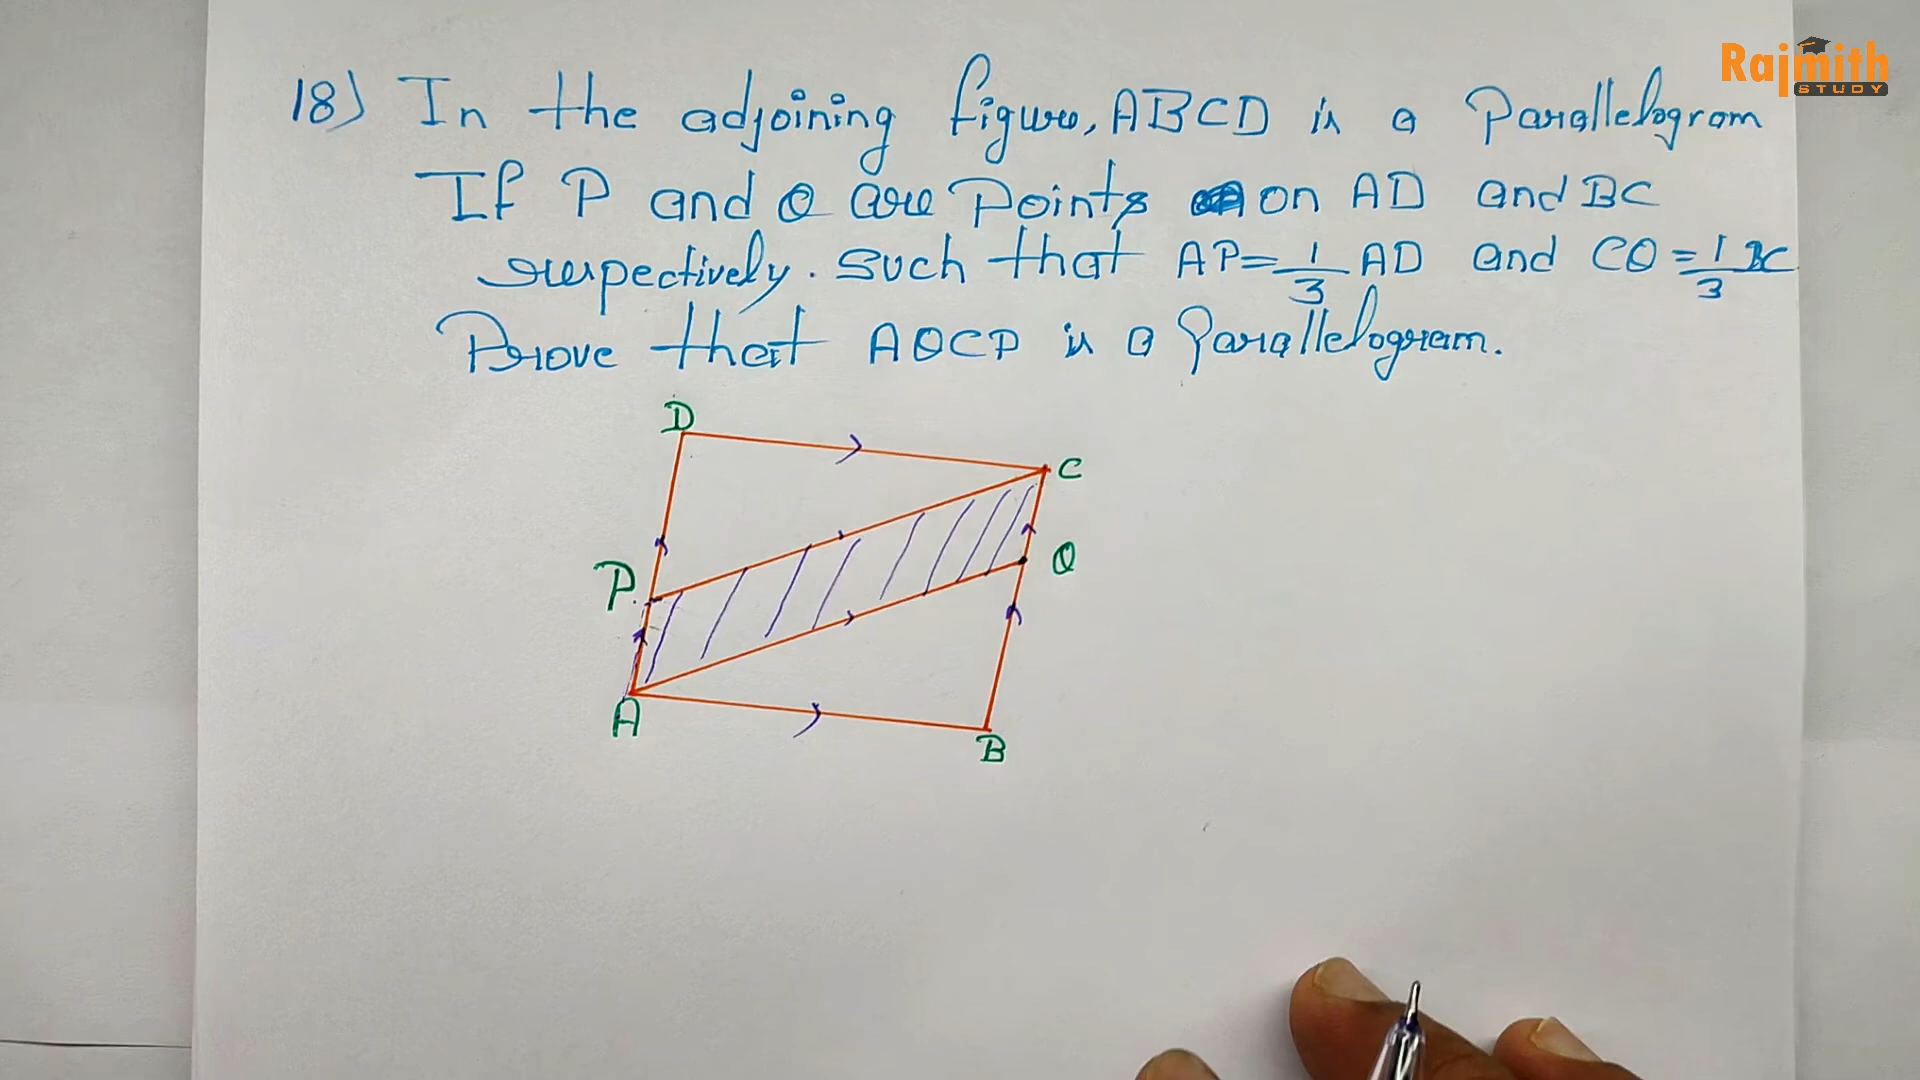 Rajmith
STUDY
18) In the adjoining figure, ABCD is a Parallelogram
If P and Q are Points on AD and BC
respectively. Such that AP=1/3 AD and CQ=1/3 BC
Prove that AQCP is a Parallelogram.
D
C
P
Q
A
B